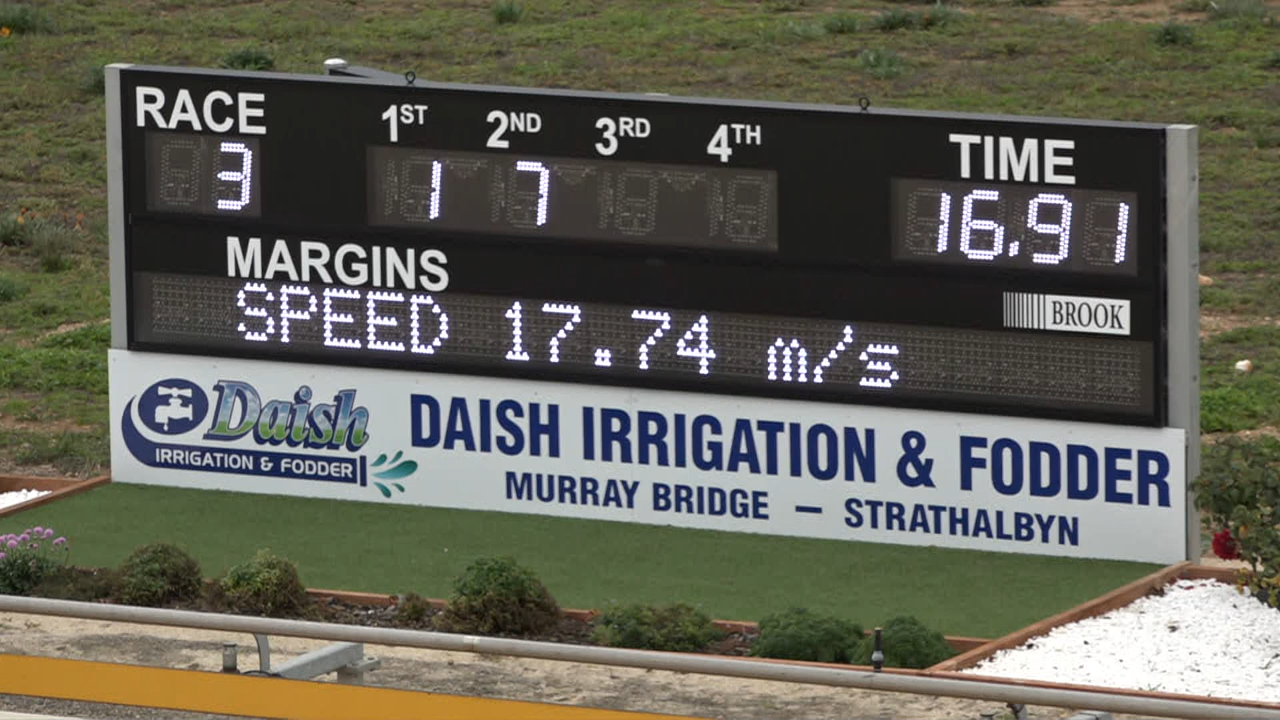 RACE 1ST 2ND 3RD 4TH TIME
3 1 7 16.91
MARGINS
BROOK
SPEED 17.74 m/s
Daish
IRRIGATION & FODDER
DAISH IRRIGATION & FODDER
MURRAY BRIDGE — STRATHALBYN